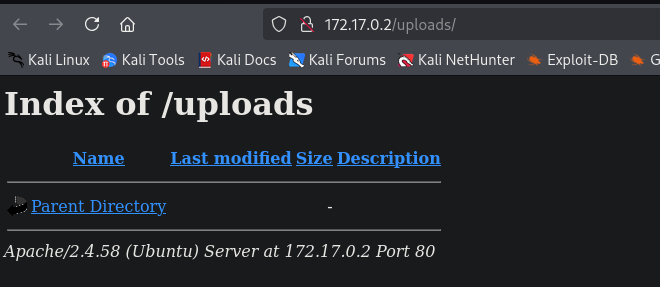 172.17.0.2/uploads/
Kali Linux Kali Tools Kali Docs Kali Forums Kali NetHunter Exploit-DB G
Index of /uploads
Name Last modified Size Description
Parent Directory -
Apache/2.4.58 (Ubuntu) Server at 172.17.0.2 Port 80